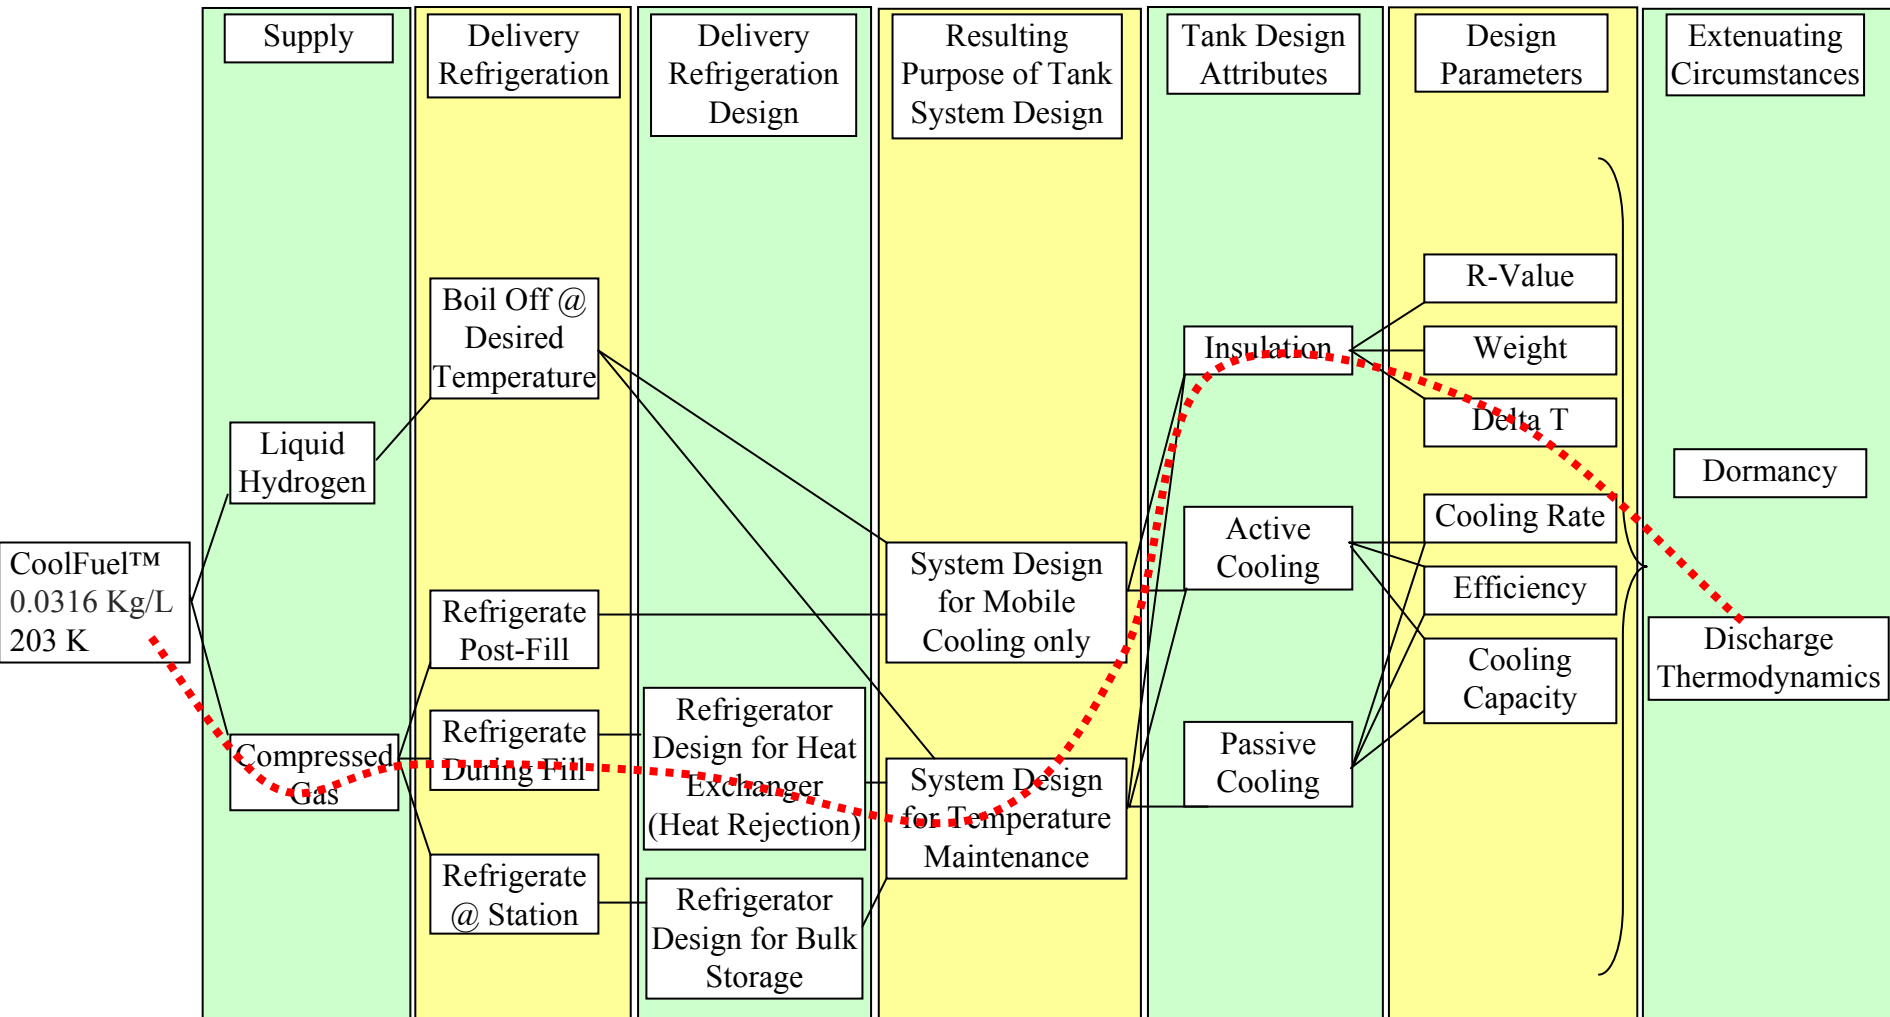 Supply
Delivery
Refrigeration
Delivery
Refrigeration
Design
Resulting
Purpose of Tank
System Design
Tank Design
Attributes
Design
Parameters
Extenuating
Circumstances
CoolFuel™
0.0316 Kg/L
203 K
Liquid
Hydrogen
Compressed
Gas
Boil Off @
Desired
Temperature
Refrigerate
Post-Fill
Refrigerate
During Fill
Refrigerate
@ Station
Refrigerator
Design for Heat
Exchanger
(Heat Rejection)
Refrigerator
Design for Bulk
Storage
System Design
for Mobile
Cooling only
System Design
for Temperature
Maintenance
Insulation
Active
Cooling
Passive
Cooling
R-Value
Weight
Delta T
Cooling Rate
Efficiency
Cooling
Capacity
Dormancy
Discharge
Thermodynamics